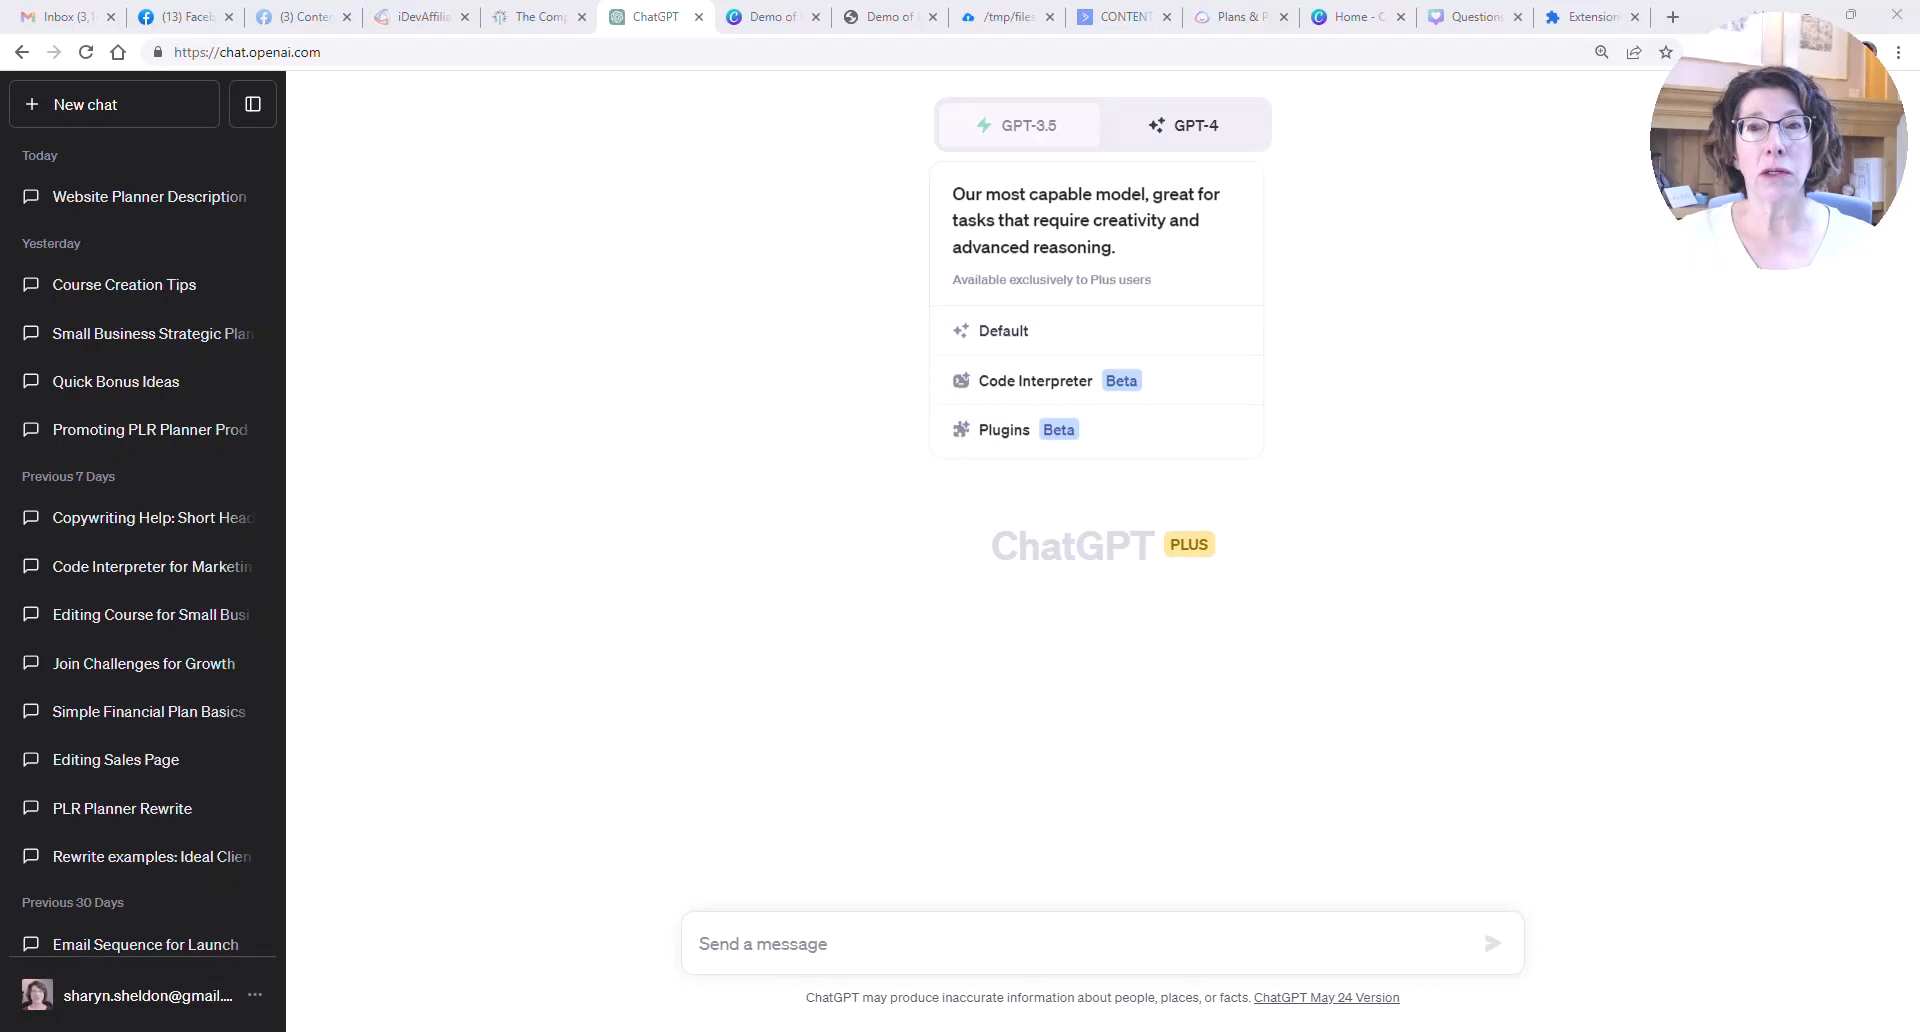 Inbox (3,1
(13) Faceb
(3) Conter
iDevAffilia
The Comp
ChatGPT
Demo of
Demo of
/tmp/files
CONTENT
Plans & P
Home - C
Questions
Extension
https://chat.openai.com
New chat
Today
Website Planner Description
Yesterday
Course Creation Tips
Small Business Strategic Plan
Quick Bonus Ideas
Promoting PLR Planner Prod
Previous 7 Days
Copywriting Help: Short Head
Code Interpreter for Marketin
Editing Course for Small Busi
Join Challenges for Growth
Simple Financial Plan Basics
Editing Sales Page
PLR Planner Rewrite
Rewrite examples: Ideal Clien
Previous 30 Days
Email Sequence for Launch
sharyn.sheldon@gmail....
GPT-3.5
GPT-4
Our most capable model, great for
tasks that require creativity and
advanced reasoning.
Available exclusively to Plus users
Default
Code Interpreter Beta
Plugins Beta
ChatGPT PLUS
Send a message
ChatGPT may produce inaccurate information about people, places, or facts. ChatGPT May 24 Version